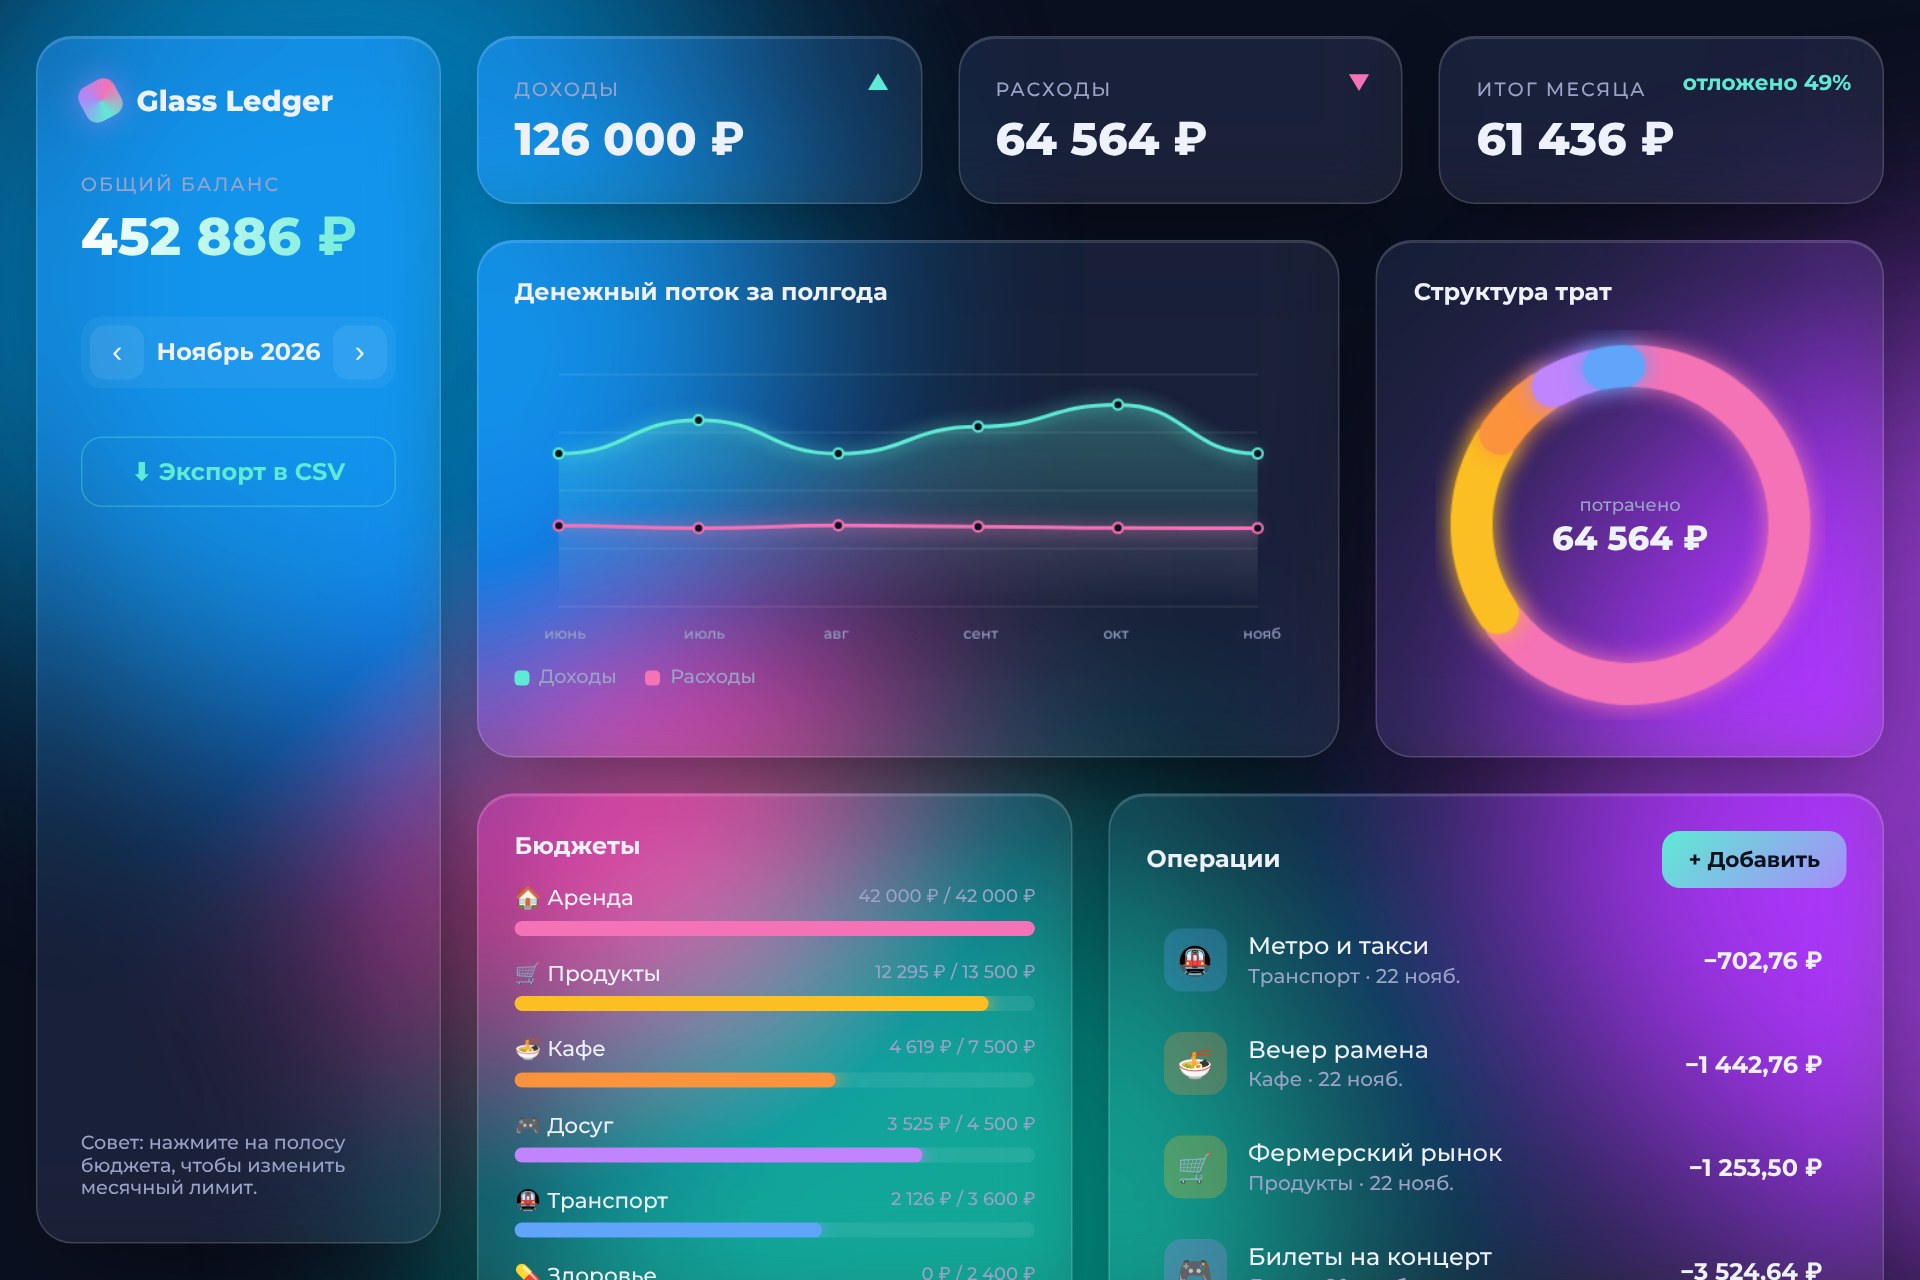 Glass Ledger
ОБЩИЙ БАЛАНС
452 886 ₽
‹ Ноябрь 2026 ›
⬇ Экспорт в CSV
Совет: нажмите на полосу
бюджета, чтобы изменить
месячный лимит.
ДОХОДЫ ▲
126 000 ₽
РАСХОДЫ ▼
64 564 ₽
ИТОГ МЕСЯЦА отложено 49%
61 436 ₽
Денежный поток за полгода
июнь июль авг сент окт нояб
Доходы Расходы
Структура трат
потрачено
64 564 ₽
Бюджеты
🏠 Аренда 42 000 ₽ / 42 000 ₽
🛒 Продукты 12 295 ₽ / 13 500 ₽
🍜 Кафе 4 619 ₽ / 7 500 ₽
🎮 Досуг 3 525 ₽ / 4 500 ₽
🚇 Транспорт 2 126 ₽ / 3 600 ₽
💊 Здоровье 0 ₽ / 2 400 ₽
Операции
+ Добавить
Метро и такси
Транспорт · 22 нояб.
−702,76 ₽
Вечер рамена
Кафе · 22 нояб.
−1 442,76 ₽
Фермерский рынок
Продукты · 22 нояб.
−1 253,50 ₽
Билеты на концерт
−3 524,64 ₽